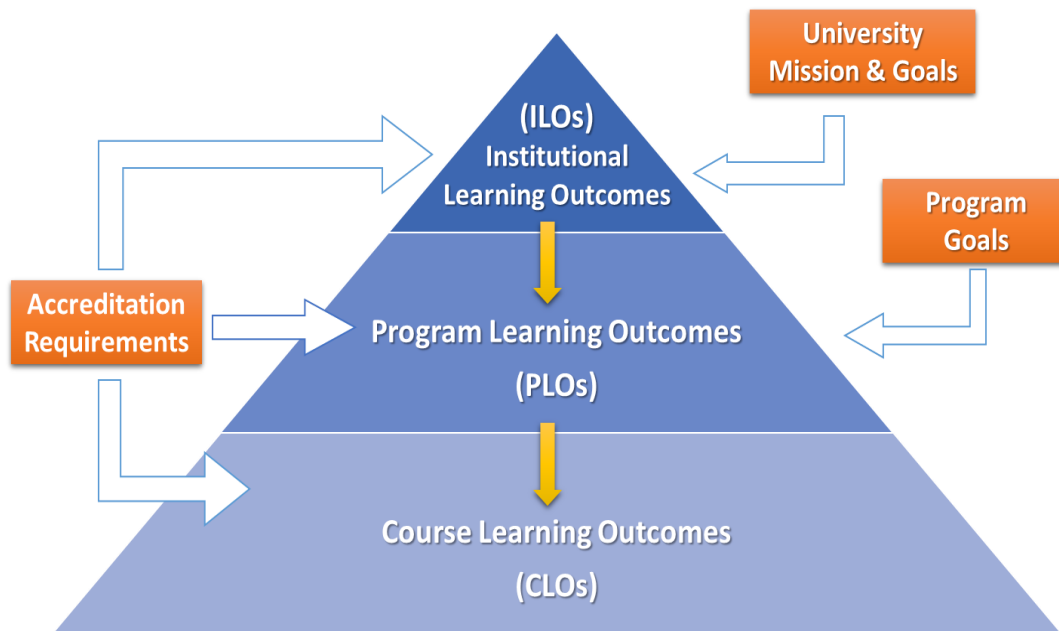 University
Mission & Goals
(ILOs)
Institutional
Learning Outcomes
Program
Goals
Accreditation
Requirements
Program Learning Outcomes
(PLOs)
Course Learning Outcomes
(CLOs)